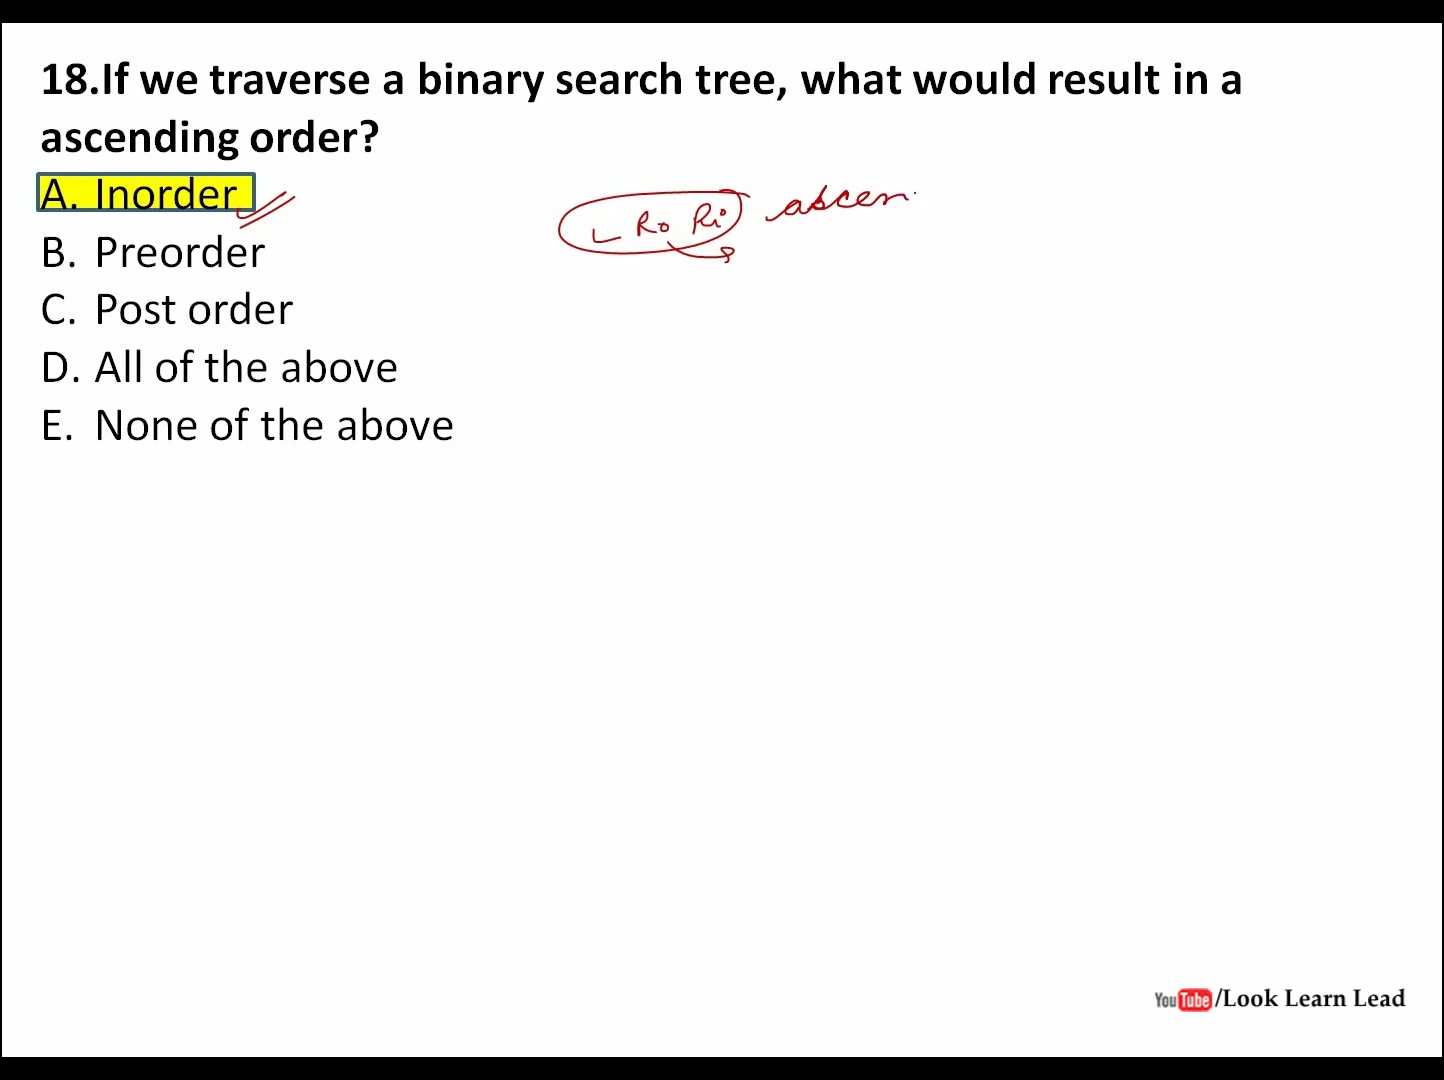 18.If we traverse a binary search tree, what would result in a
ascending order?
A. Inorder
L Ro Ri ascen
B. Preorder
C. Post order
D. All of the above
E. None of the above
YouTube/Look Learn Lead